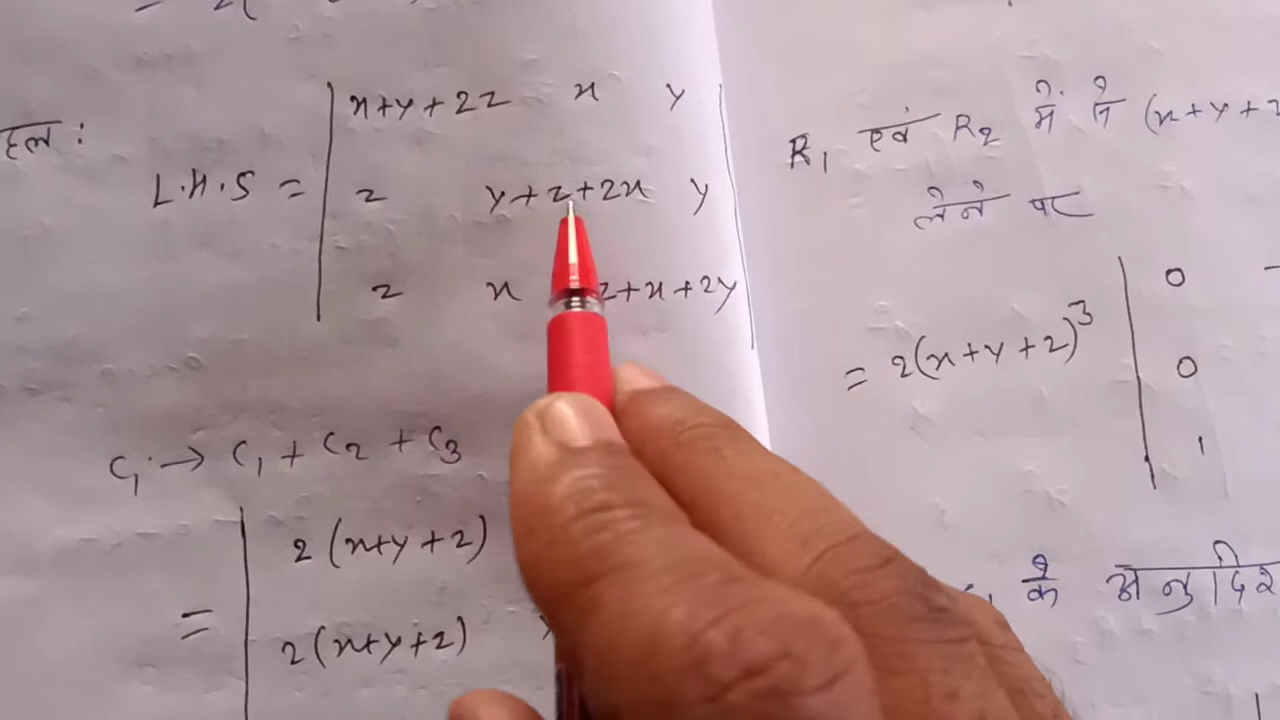 हल :
x+y+2z x y
L.H.S = z y+z+2x y
z x z+x+2y
C₁ → C₁ + C₂ + C₃
2(x+y+z)
=
2(x+y+z)
R₁ एवं R₂ में से (x+y+
लेने पर
0
= 2(x+y+z)³
0
1
के अनुदिश